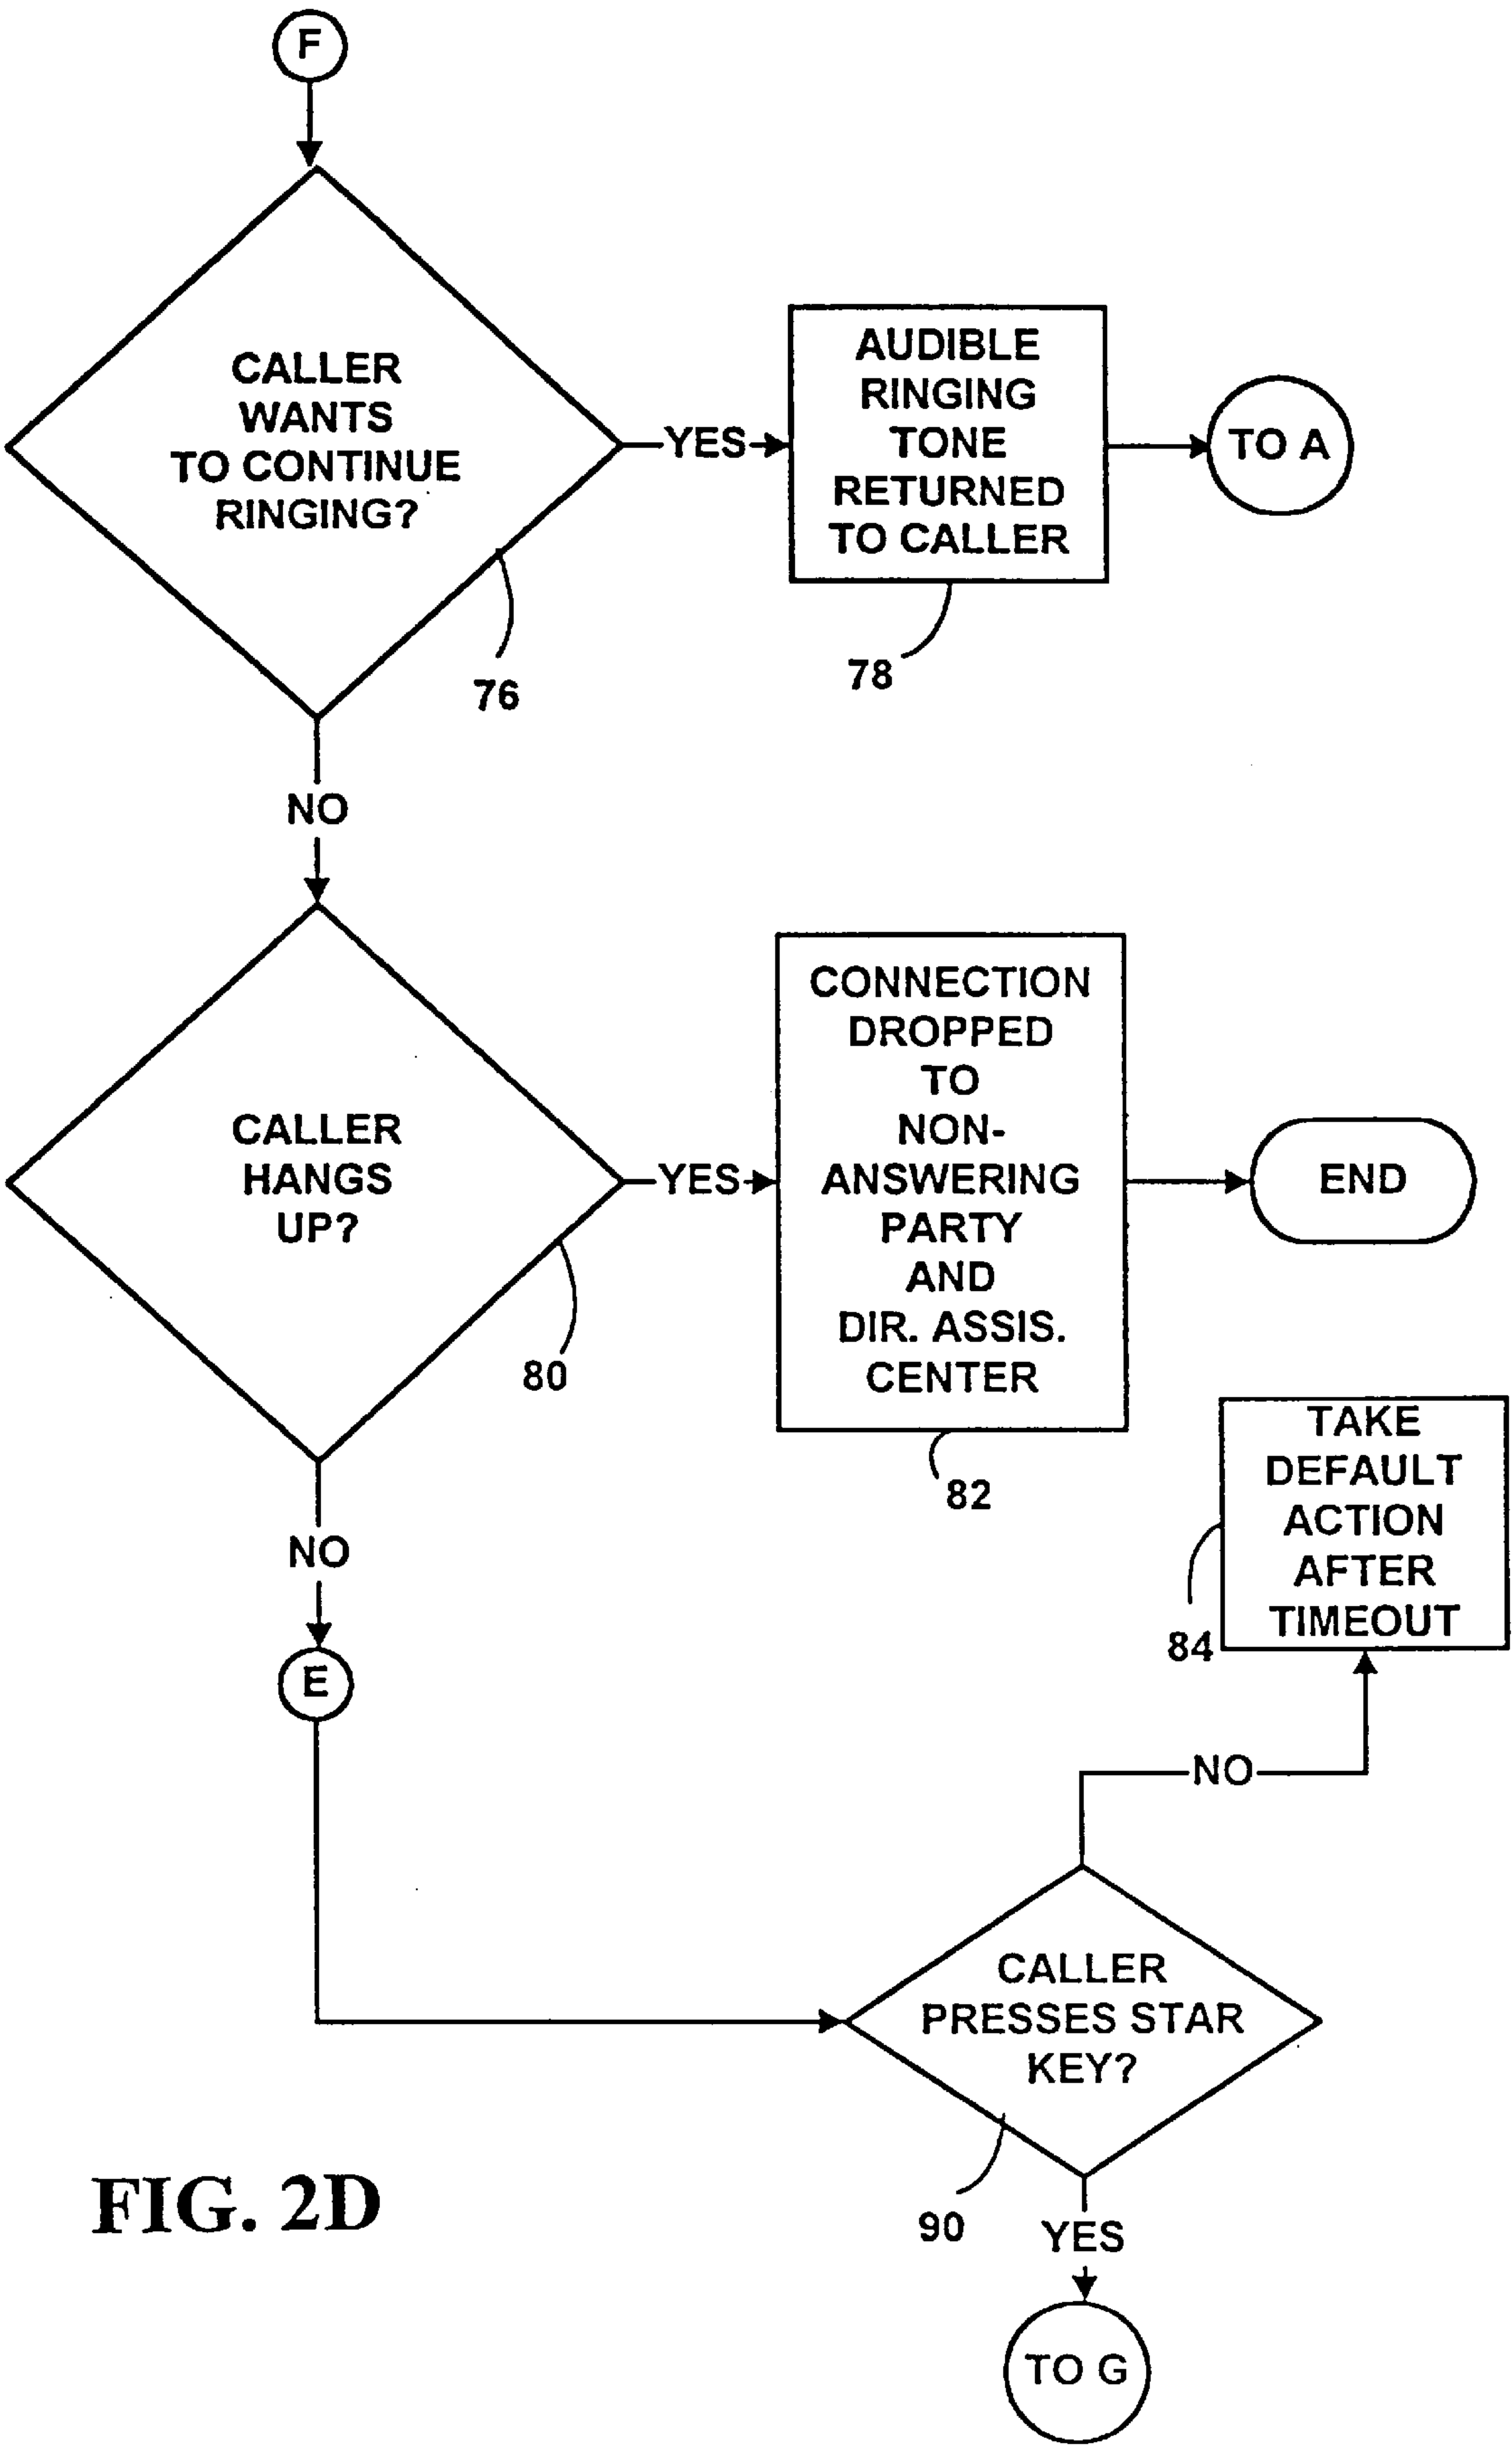 F
CALLER
WANTS
TO CONTINUE
RINGING?
YES
AUDIBLE
RINGING
TONE
RETURNED
TO CALLER
TO A
76
78
NO
CALLER
HANGS
UP?
YES
CONNECTION
DROPPED
TO
NON-
ANSWERING
PARTY
AND
DIR. ASSIS.
CENTER
END
80
82
TAKE
DEFAULT
ACTION
AFTER
TIMEOUT
84
NO
E
NO
CALLER
PRESSES STAR
KEY?
90
YES
TO G
FIG. 2D